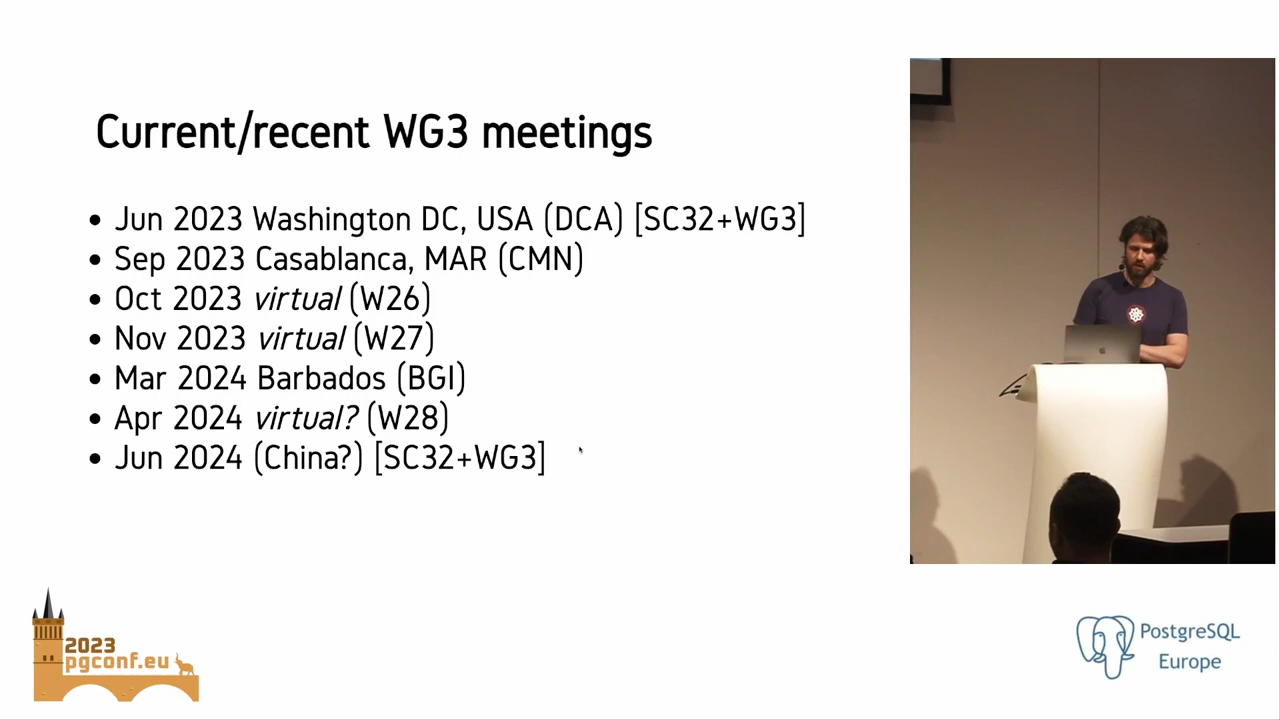 Current/recent WG3 meetings
• Jun 2023 Washington DC, USA (DCA) [SC32+WG3]
• Sep 2023 Casablanca, MAR (CMN)
• Oct 2023 virtual (W26)
• Nov 2023 virtual (W27)
• Mar 2024 Barbados (BGI)
• Apr 2024 virtual? (W28)
• Jun 2024 (China?) [SC32+WG3]
2023
pgconf.eu
PostgreSQL
Europe